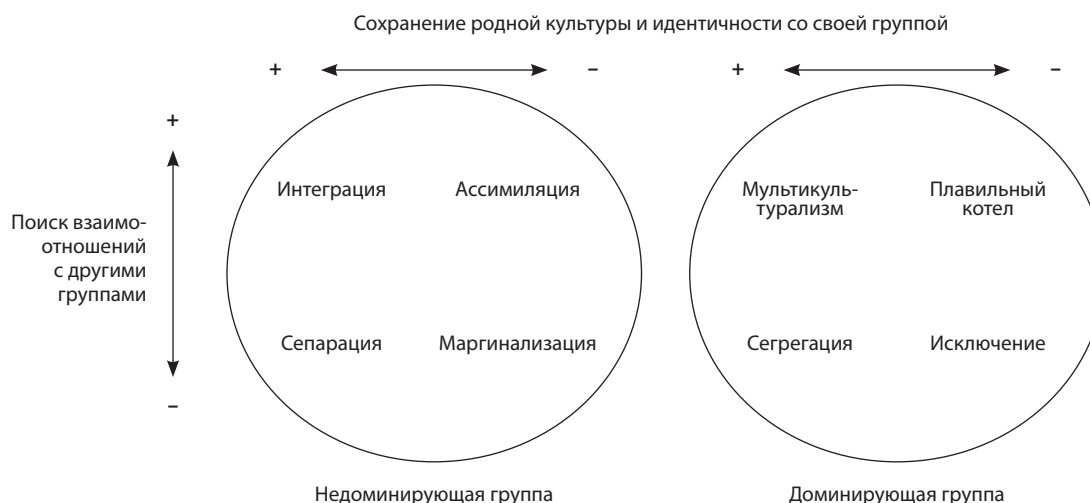 Сохранение родной культуры и идентичности со своей группой
+ – + –
+
Поиск взаимо-
отношений
с другими
группами
–
Интеграция Ассимиляция
Сепарация Маргинализация
Недоминирующая группа
Мультикуль-
турализм
Плавильный
котел
Сегрегация Исключение
Доминирующая группа